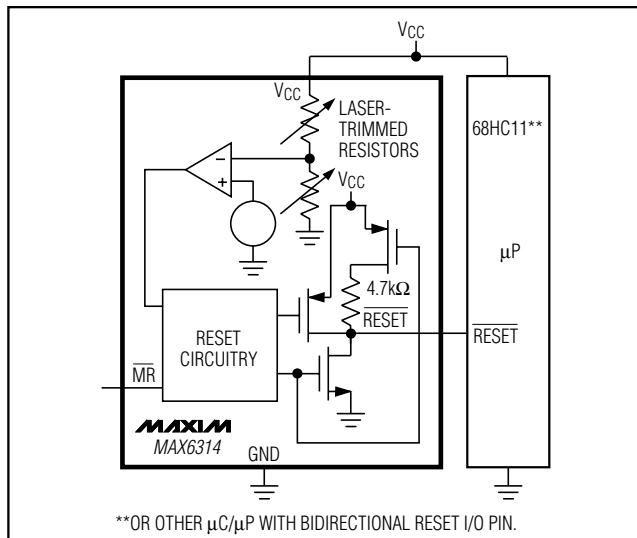 VCC
VCC
LASER-
TRIMMED
RESISTORS
68HC11**
−
+
VCC
µP
4.7kΩ
RESET
RESET
RESET
CIRCUITRY
MR
MAXIM
MAX6314
GND
**OR OTHER µC/µP WITH BIDIRECTIONAL RESET I/O PIN.